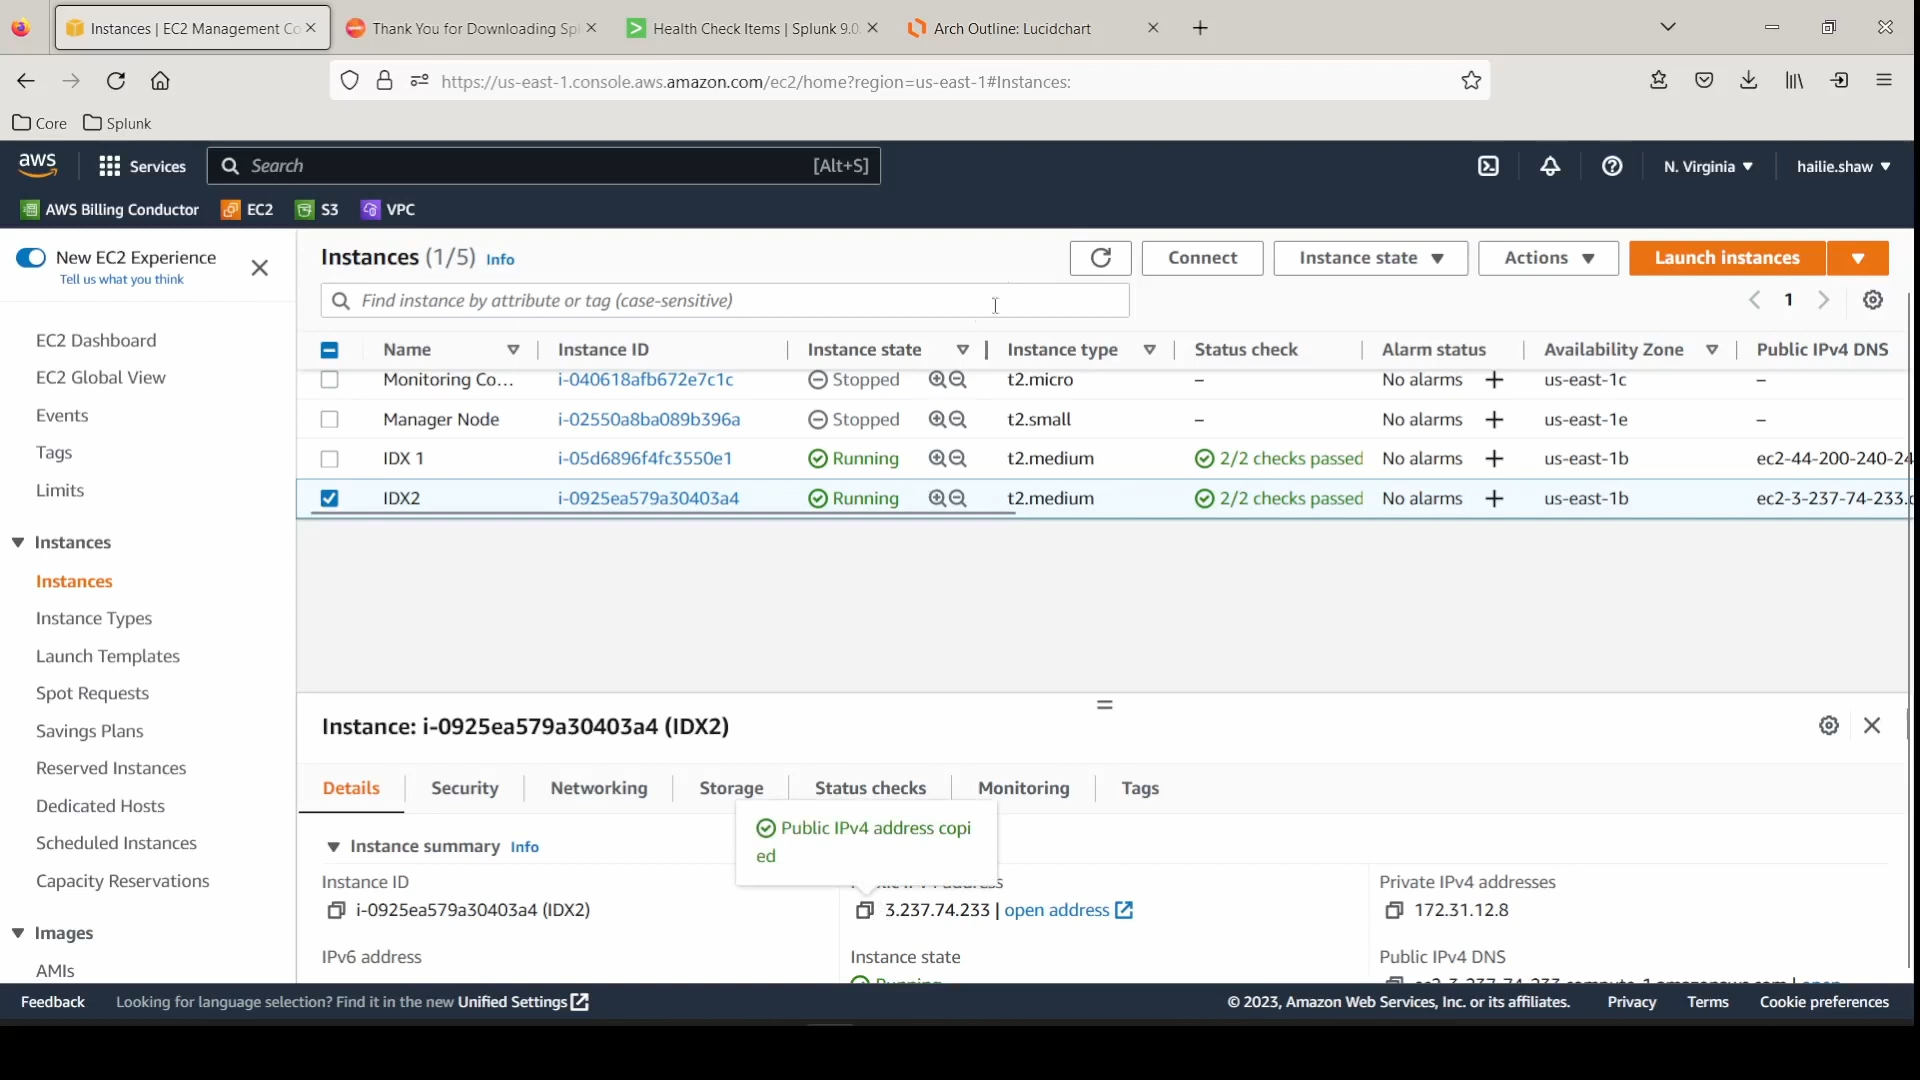 Instances | EC2 Management Co
Thank You for Downloading Sp
Health Check Items | Splunk 9.0.
Arch Outline: Lucidchart
https://us-east-1.console.aws.amazon.com/ec2/home?region=us-east-1#Instances:
Core Splunk
aws Services Search [Alt+S] N. Virginia hailie.shaw
AWS Billing Conductor EC2 S3 VPC
New EC2 Experience
Tell us what you think
EC2 Dashboard
EC2 Global View
Events
Tags
Limits
Instances
Instances
Instance Types
Launch Templates
Spot Requests
Savings Plans
Reserved Instances
Dedicated Hosts
Scheduled Instances
Capacity Reservations
Images
AMIs
Instances (1/5) Info Connect Instance state Actions Launch instances
Find instance by attribute or tag (case-sensitive) 1
Name Instance ID Instance state Instance type Status check Alarm status Availability Zone Public IPv4 DNS
Monitoring Co... i-040618afb672e7c1c Stopped t2.micro – No alarms + us-east-1c –
Manager Node i-02550a8ba089b396a Stopped t2.small – No alarms + us-east-1e –
IDX 1 i-05d6896f4fc3550e1 Running t2.medium 2/2 checks passed No alarms + us-east-1b ec2-44-200-240-24
IDX2 i-0925ea579a30403a4 Running t2.medium 2/2 checks passed No alarms + us-east-1b ec2-3-237-74-233.
Instance: i-0925ea579a30403a4 (IDX2)
Details Security Networking Storage Status checks Monitoring Tags
Public IPv4 address copi
ed
Instance summary Info
Instance ID
i-0925ea579a30403a4 (IDX2)
3.237.74.233 | open address
Private IPv4 addresses
172.31.12.8
IPv6 address
Instance state
Running
Public IPv4 DNS
Feedback Looking for language selection? Find it in the new Unified Settings © 2023, Amazon Web Services, Inc. or its affiliates. Privacy Terms Cookie preferences